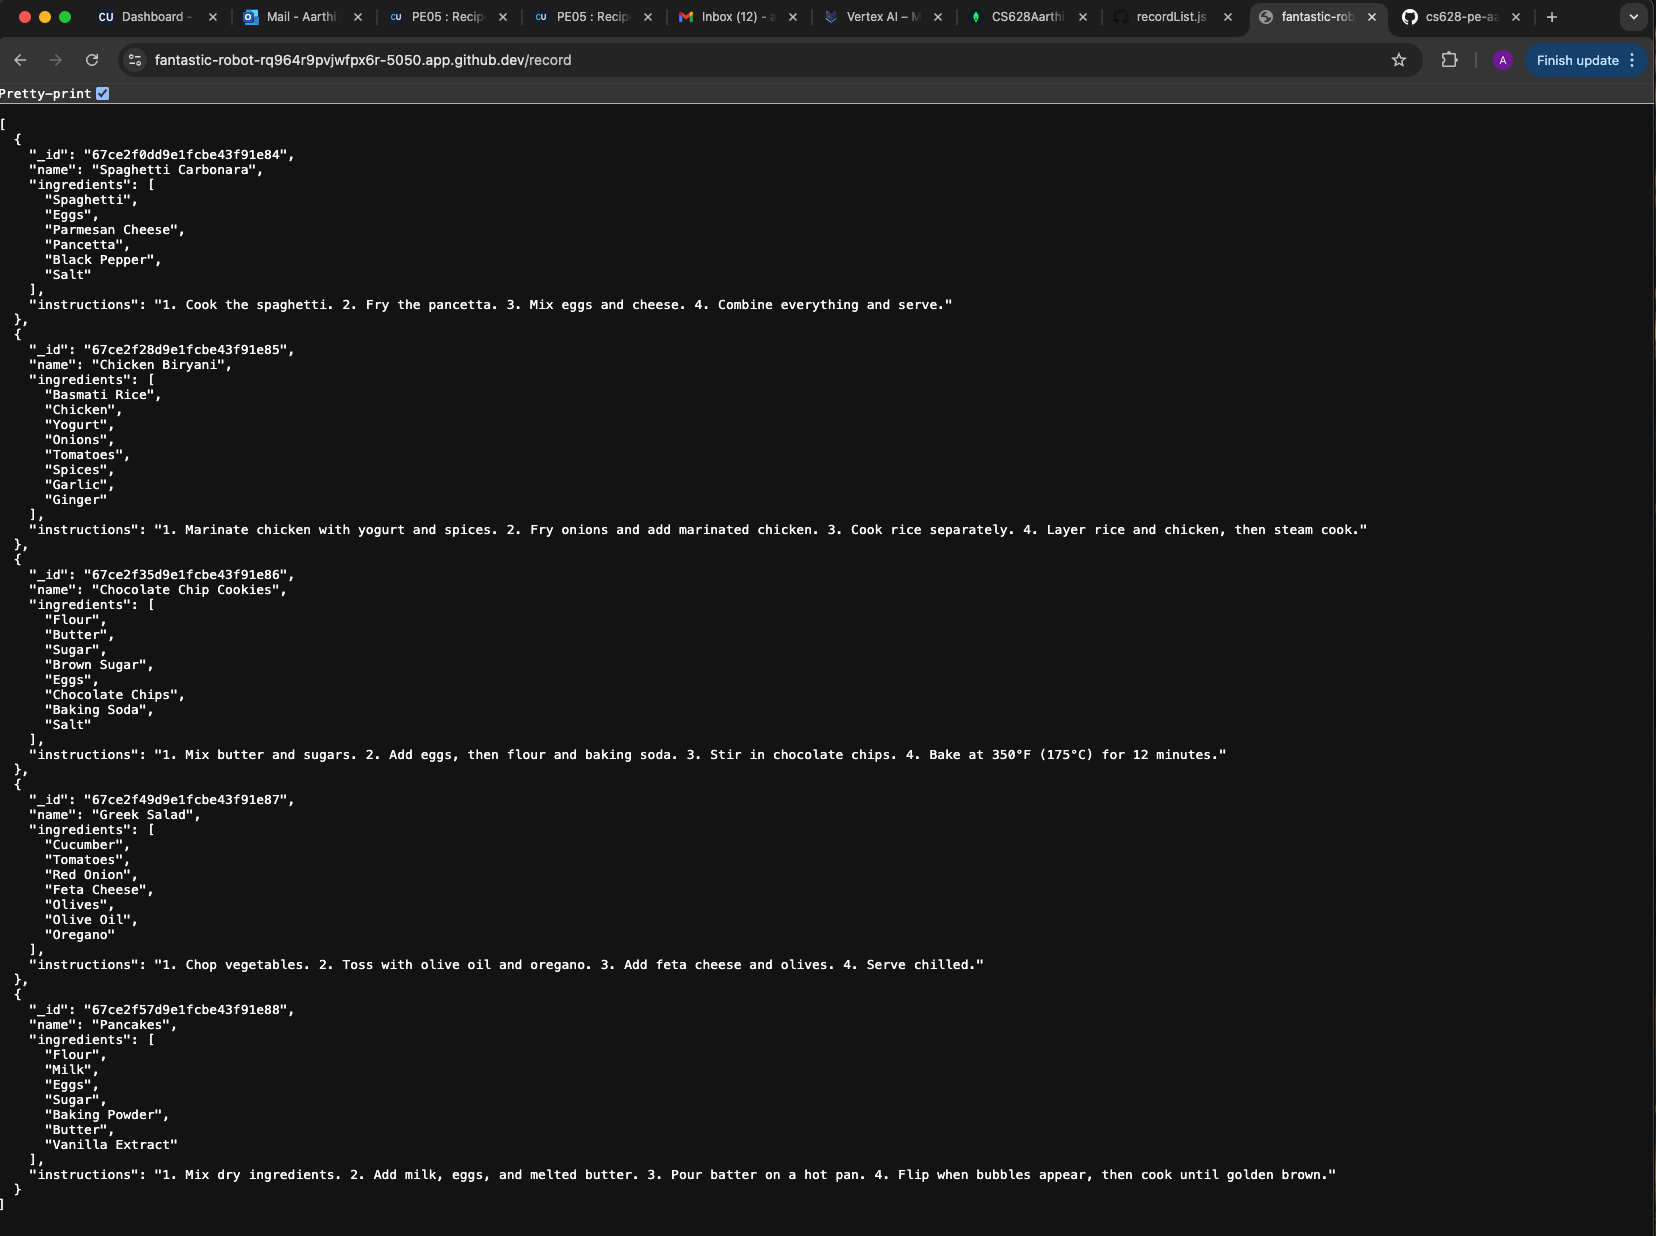 Dashboard -
Mail - Aarthi
PE05 : Recip
PE05 : Recip
Inbox (12) - a
Vertex AI – M
CS628Aarthi
recordList.js
fantastic-rob
cs628-pe-aa
fantastic-robot-rq964r9pvjwfpx6r-5050.app.github.dev/record
A
Finish update
Pretty-print
[
  {
    "_id": "67ce2f0dd9e1fcbe43f91e84",
    "name": "Spaghetti Carbonara",
    "ingredients": [
      "Spaghetti",
      "Eggs",
      "Parmesan Cheese",
      "Pancetta",
      "Black Pepper",
      "Salt"
    ],
    "instructions": "1. Cook the spaghetti. 2. Fry the pancetta. 3. Mix eggs and cheese. 4. Combine everything and serve."
  },
  {
    "_id": "67ce2f28d9e1fcbe43f91e85",
    "name": "Chicken Biryani",
    "ingredients": [
      "Basmati Rice",
      "Chicken",
      "Yogurt",
      "Onions",
      "Tomatoes",
      "Spices",
      "Garlic",
      "Ginger"
    ],
    "instructions": "1. Marinate chicken with yogurt and spices. 2. Fry onions and add marinated chicken. 3. Cook rice separately. 4. Layer rice and chicken, then steam cook."
  },
  {
    "_id": "67ce2f35d9e1fcbe43f91e86",
    "name": "Chocolate Chip Cookies",
    "ingredients": [
      "Flour",
      "Butter",
      "Sugar",
      "Brown Sugar",
      "Eggs",
      "Chocolate Chips",
      "Baking Soda",
      "Salt"
    ],
    "instructions": "1. Mix butter and sugars. 2. Add eggs, then flour and baking soda. 3. Stir in chocolate chips. 4. Bake at 350°F (175°C) for 12 minutes."
  },
  {
    "_id": "67ce2f49d9e1fcbe43f91e87",
    "name": "Greek Salad",
    "ingredients": [
      "Cucumber",
      "Tomatoes",
      "Red Onion",
      "Feta Cheese",
      "Olives",
      "Olive Oil",
      "Oregano"
    ],
    "instructions": "1. Chop vegetables. 2. Toss with olive oil and oregano. 3. Add feta cheese and olives. 4. Serve chilled."
  },
  {
    "_id": "67ce2f57d9e1fcbe43f91e88",
    "name": "Pancakes",
    "ingredients": [
      "Flour",
      "Milk",
      "Eggs",
      "Sugar",
      "Baking Powder",
      "Butter",
      "Vanilla Extract"
    ],
    "instructions": "1. Mix dry ingredients. 2. Add milk, eggs, and melted butter. 3. Pour batter on a hot pan. 4. Flip when bubbles appear, then cook until golden brown."
  }
]